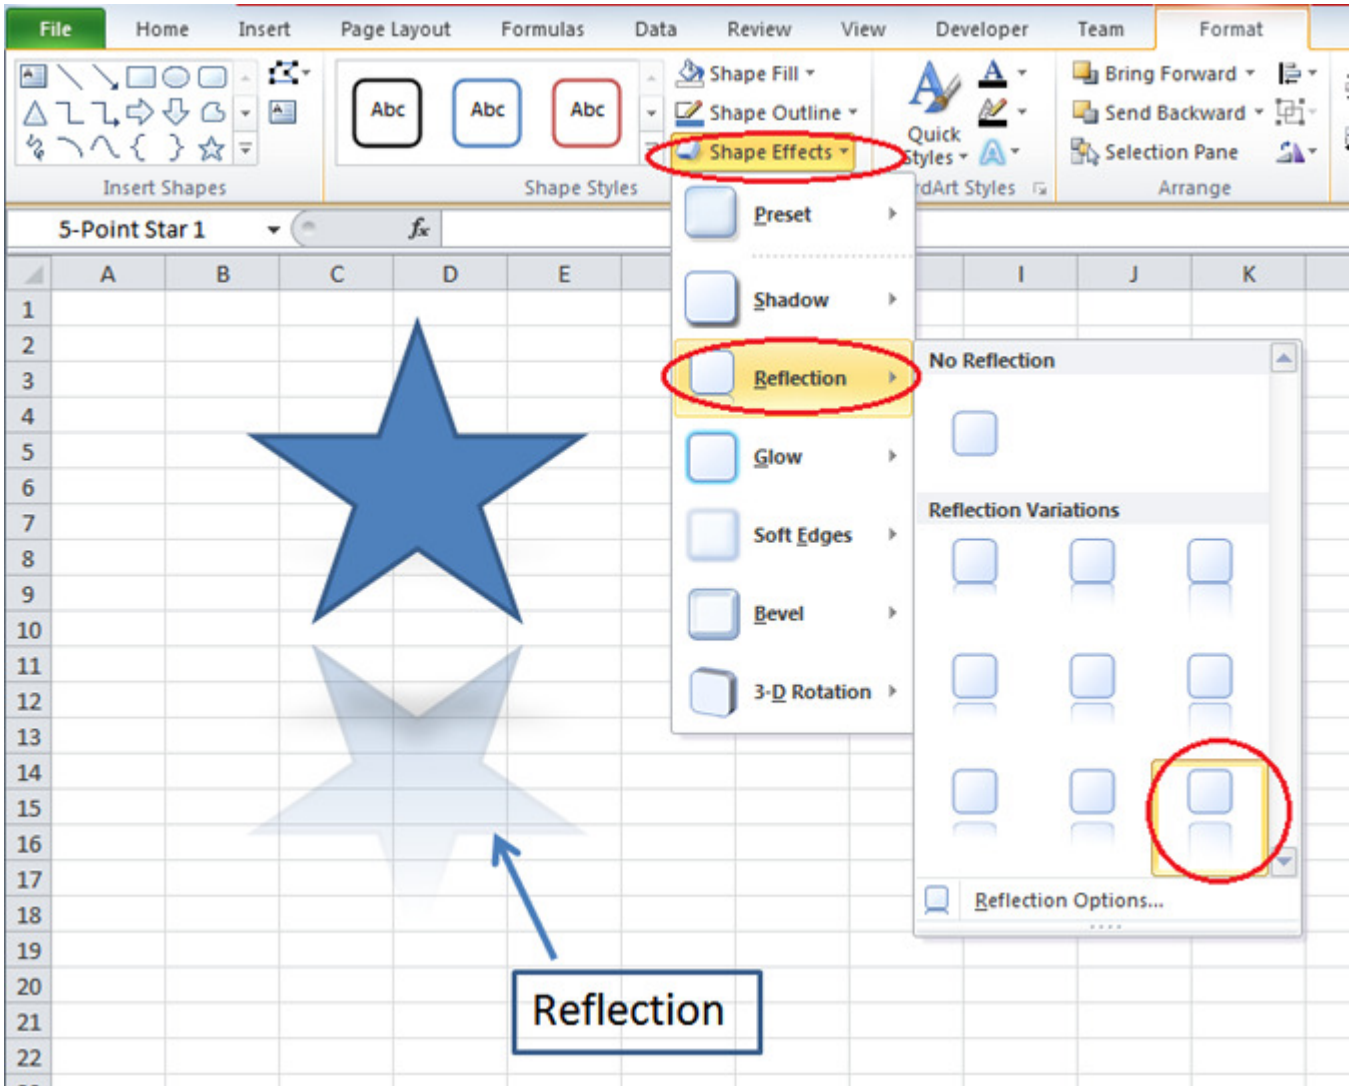 File Home Insert Page Layout Formulas Data Review View Developer Team Format
Abc Abc Abc
Shape Fill
Shape Outline
Shape Effects
Quick
Styles
Bring Forward
Send Backward
Selection Pane
Insert Shapes Shape Styles rdArt Styles Arrange
5-Point Star 1 fx
A B C D E I J K
1
2
3
4
5
6
7
8
9
10
11
12
13
14
15
16
17
18
19
20
21
22
Preset
Shadow
Reflection
Glow
Soft Edges
Bevel
3-D Rotation
No Reflection
Reflection Variations
Reflection Options...
Reflection